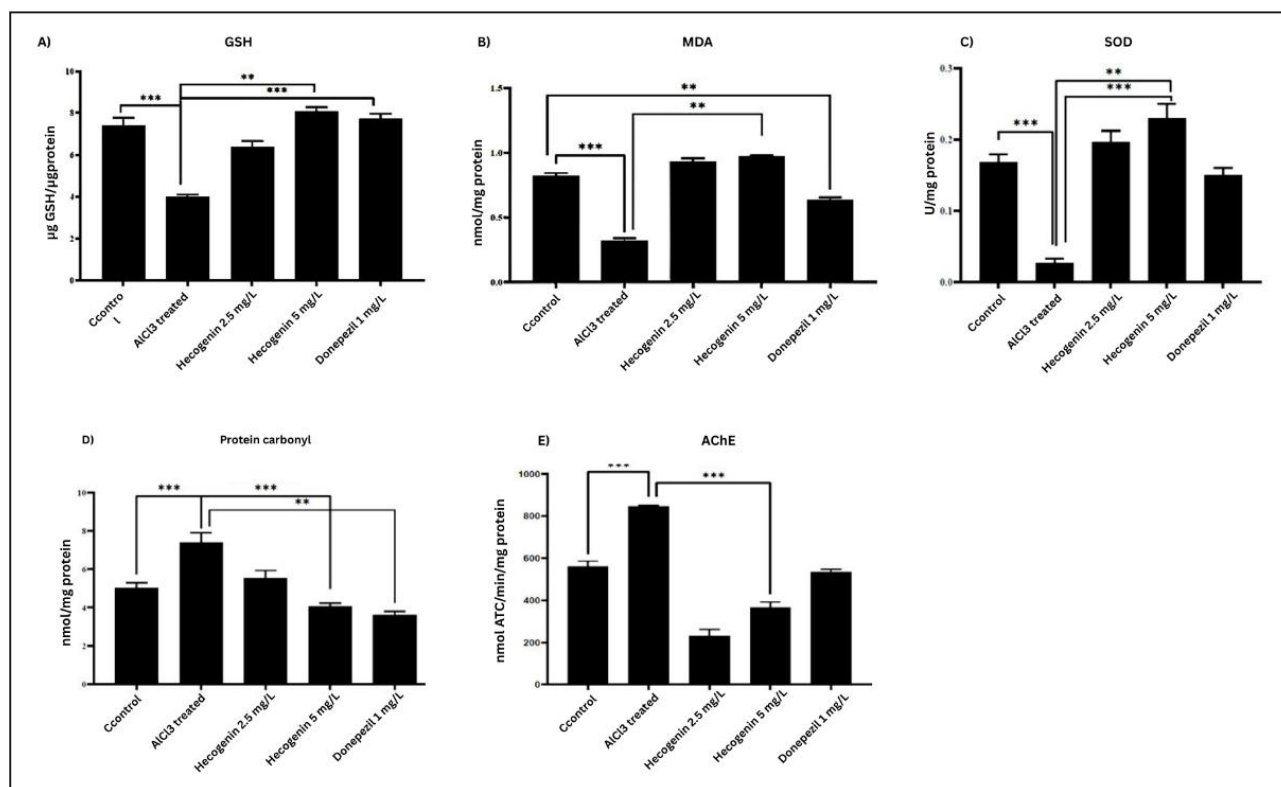 A)
GSH
***
**
***
µg GSH/µgprotein
10
8
6
4
2
0
Ccontro
l
AlCl3 treated
Hecogenin 2.5 mg/L
Hecogenin 5 mg/L
Donepezil 1 mg/L
B)
MDA
**
**
***
nmol/mg protein
1.5
1.0
0.5
0.0
Ccontrol
AlCl3 treated
Hecogenin 2.5 mg/L
Hecogenin 5 mg/L
Donepezil 1 mg/L
C)
SOD
**
***
***
U/mg protein
0.3
0.2
0.1
0.0
Ccontrol
AlCl3 treated
Hecogenin 2.5 mg/L
Hecogenin 5 mg/L
Donepezil 1 mg/L
D)
Protein carbonyl
***
***
**
nmol/mg protein
10
8
6
4
2
0
Ccontrol
AlCl3 treated
Hecogenin 2.5 mg/L
Hecogenin 5 mg/L
Donepezil 1 mg/L
E)
AChE
***
***
nmol ATC/min/mg protein
1000
800
600
400
200
0
Ccontrol
AlCl3 treated
Hecogenin 2.5 mg/L
Hecogenin 5 mg/L
Donepezil 1 mg/L